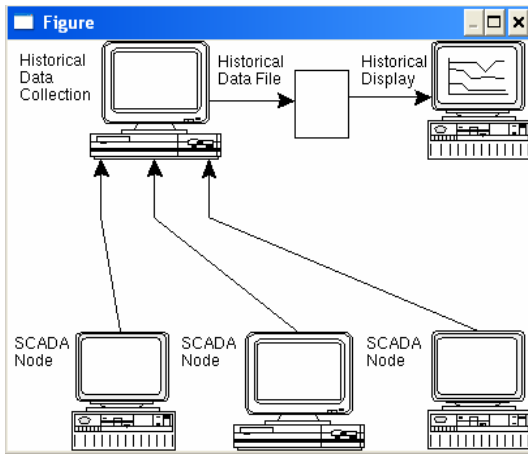 Figure
Historical
Data
Collection
Historical
Data File
Historical
Display
SCADA
Node
SCADA
Node
SCADA
Node